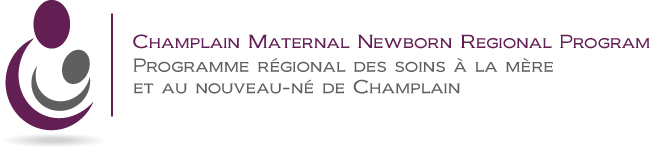 Champlain Maternal Newborn Regional Program
Programme régional des soins à la mère
et au nouveau-né de Champlain